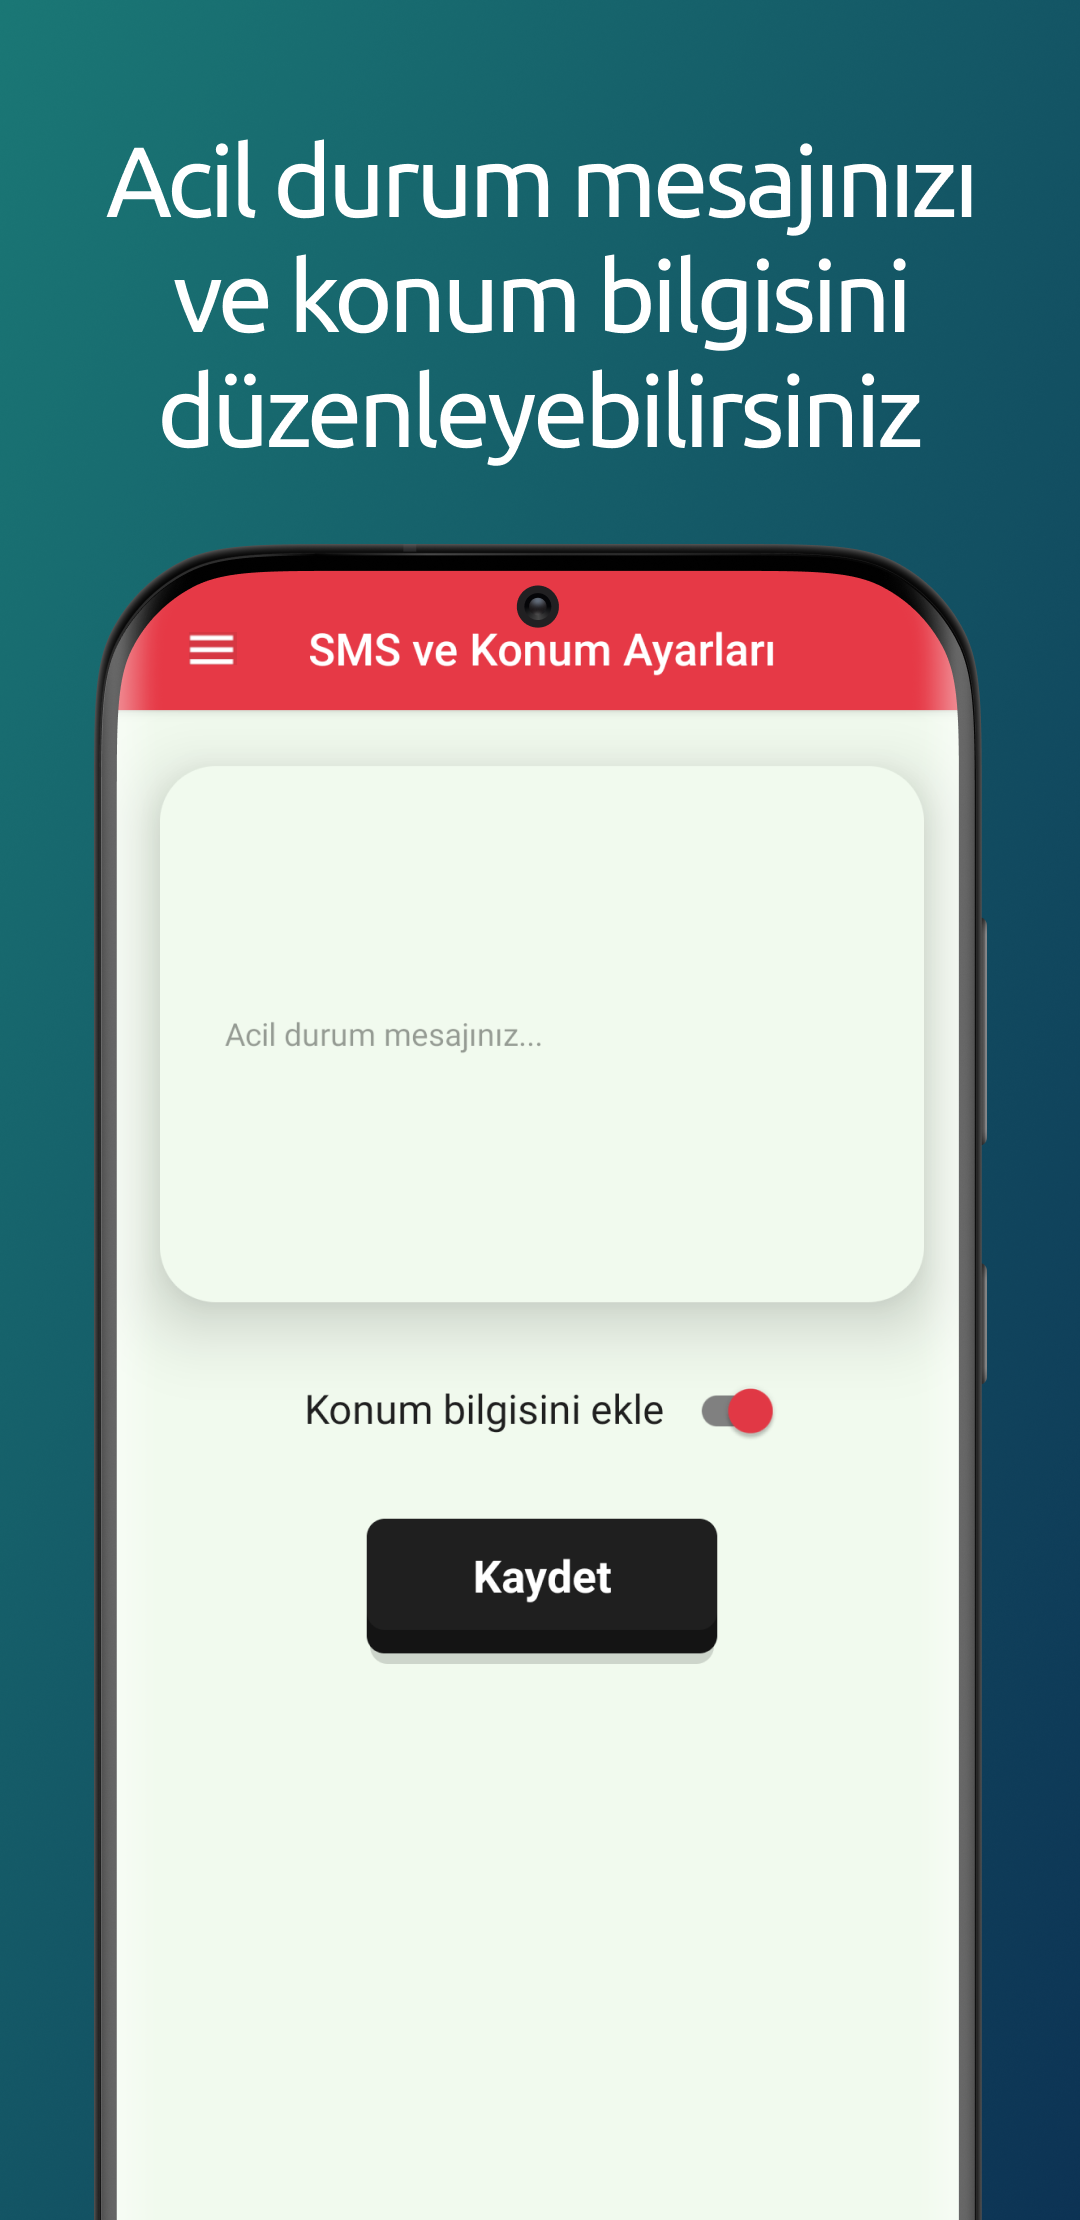 Acil durum mesajınızı
ve konum bilgisini
düzenleyebilirsiniz
SMS ve Konum Ayarları
Acil durum mesajınız...
Konum bilgisini ekle
Kaydet